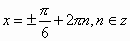 x = ± π/6 + 2πn, n ∈ z